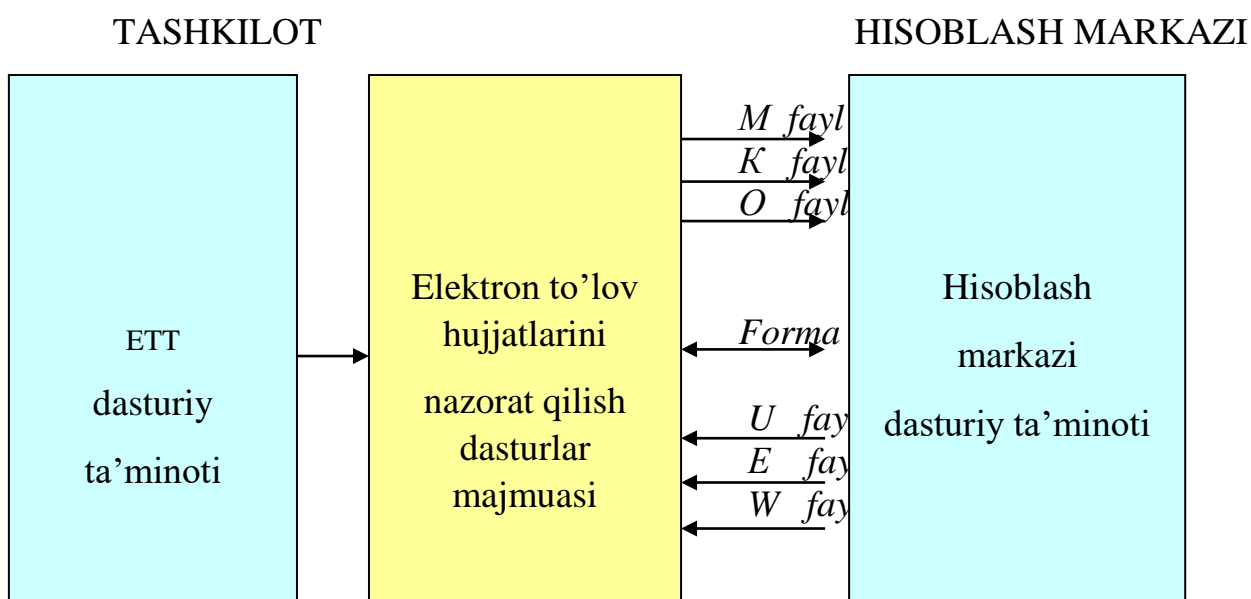 TASHKILOT
HISOBLASH MARKAZI
ETT
dasturiy
ta’minoti
Elektron to’lov
hujjatlarini
nazorat qilish
dasturlar
majmuasi
M fayl
K fayl
O fayl
Forma
U fay
E fay
W fay
Hisoblash
markazi
dasturiy ta’minoti